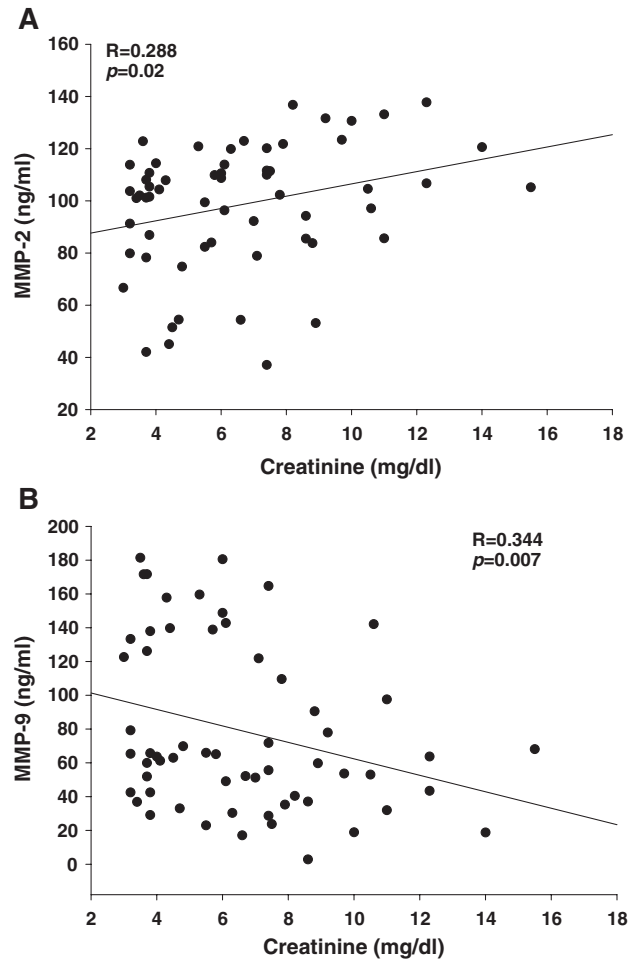 A
160
R=0.288
p=0.02
140
120
100
80
60
40
20
MMP-2 (ng/ml)
2 4 6 8 10 12 14 16 18
Creatinine (mg/dl)
B
200
R=0.344
p=0.007
180
160
140
120
100
80
60
40
20
0
MMP-9 (ng/ml)
2 4 6 8 10 12 14 16 18
Creatinine (mg/dl)